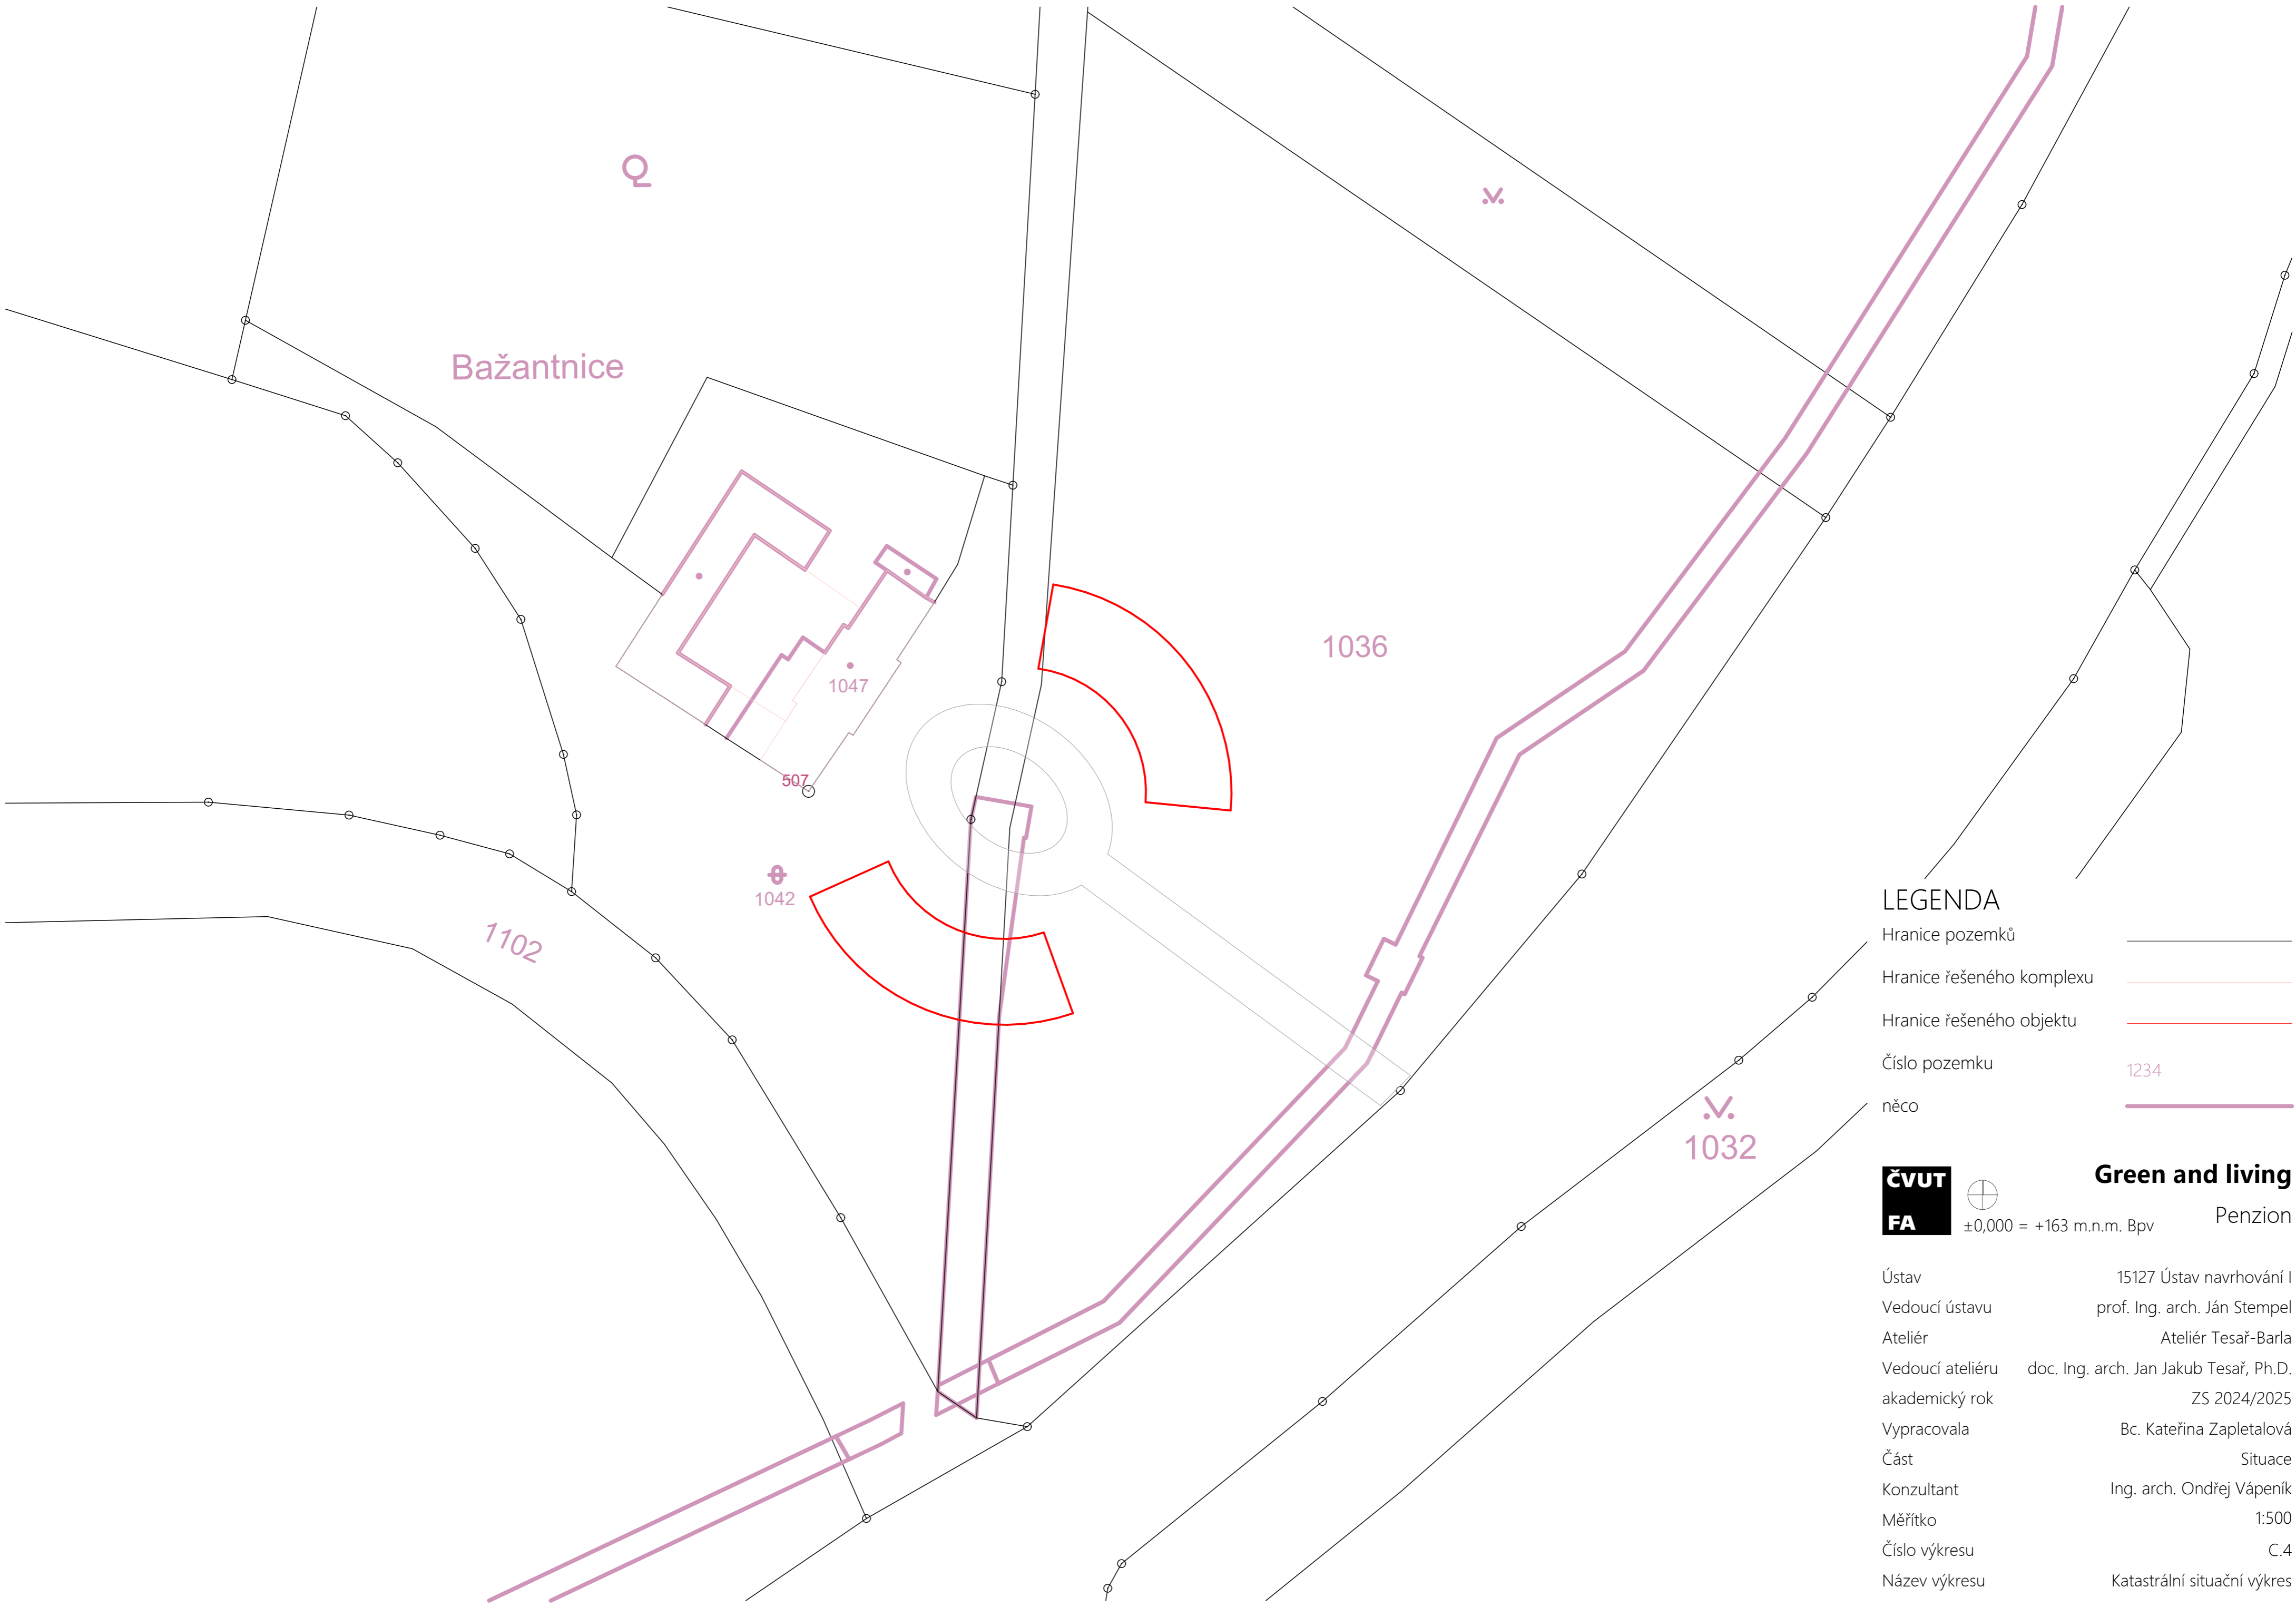 Bažantnice
1036
1047
507
1042
1102
1032
LEGENDA
Hranice pozemků
Hranice řešeného komplexu
Hranice řešeného objektu
Číslo pozemku 1234
něco
ČVUT
FA
Green and living
±0,000 = +163 m.n.m. Bpv
Penzion
Ústav 15127 Ústav navrhování I
Vedoucí ústavu prof. Ing. arch. Ján Stempel
Ateliér Ateliér Tesař-Barla
Vedoucí ateliéru doc. Ing. arch. Jan Jakub Tesař, Ph.D.
akademický rok ZS 2024/2025
Vypracovala Bc. Kateřina Zapletalová
Část Situace
Konzultant Ing. arch. Ondřej Vápeník
Měřítko 1:500
Číslo výkresu C.4
Název výkresu Katastrální situační výkres